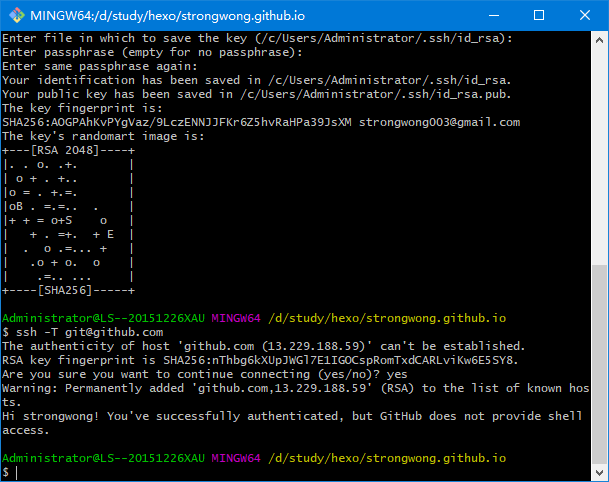 MINGW64:/d/study/hexo/strongwong.github.io
Enter file in which to save the key (/c/Users/Administrator/.ssh/id_rsa):
Enter passphrase (empty for no passphrase):
Enter same passphrase again:
Your identification has been saved in /c/Users/Administrator/.ssh/id_rsa.
Your public key has been saved in /c/Users/Administrator/.ssh/id_rsa.pub.
The key fingerprint is:
SHA256:AOGPAhKvPYgVaz/9LczENNJJFKr6Z5hvRaHPa39JsXM strongwong003@gmail.com
The key's randomart image is:
+---[RSA 2048]----+
|. . o. .+.       |
| o + . +..       |
|o = . +.=.       |
|oB . =.=..  .    |
|+ + = o+S    o   |
|   + . =+.  + E  |
|  .  o .=... +   |
|   .o + o.  o    |
|    .=.. ...     |
+----[SHA256]-----+
Administrator@LS--20151226XAU MINGW64 /d/study/hexo/strongwong.github.io
$ ssh -T git@github.com
The authenticity of host 'github.com (13.229.188.59)' can't be established.
RSA key fingerprint is SHA256:nThbg6kXUpJWGl7E1IGOCspRomTxdCARLviKw6E5SY8.
Are you sure you want to continue connecting (yes/no)? yes
Warning: Permanently added 'github.com,13.229.188.59' (RSA) to the list of known hos
ts.
Hi strongwong! You've successfully authenticated, but GitHub does not provide shell
access.
Administrator@LS--20151226XAU MINGW64 /d/study/hexo/strongwong.github.io
$